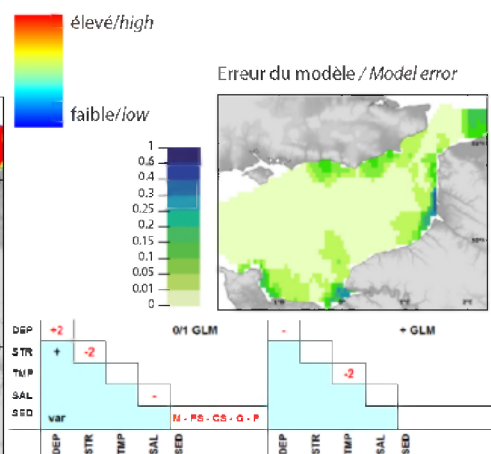 élevé/high
faible/low
Erreur du modèle / Model error
1
0.6
0.4
0.3
0.25
0.2
0.15
0.1
0.01
0
DEP +2 0/1 GLM - + GLM
STR + -2
TMP -2
SAL -
SED var M - FS - CS - G - P
DEP STR TMP SAL SED DEP STR TMP SAL SED